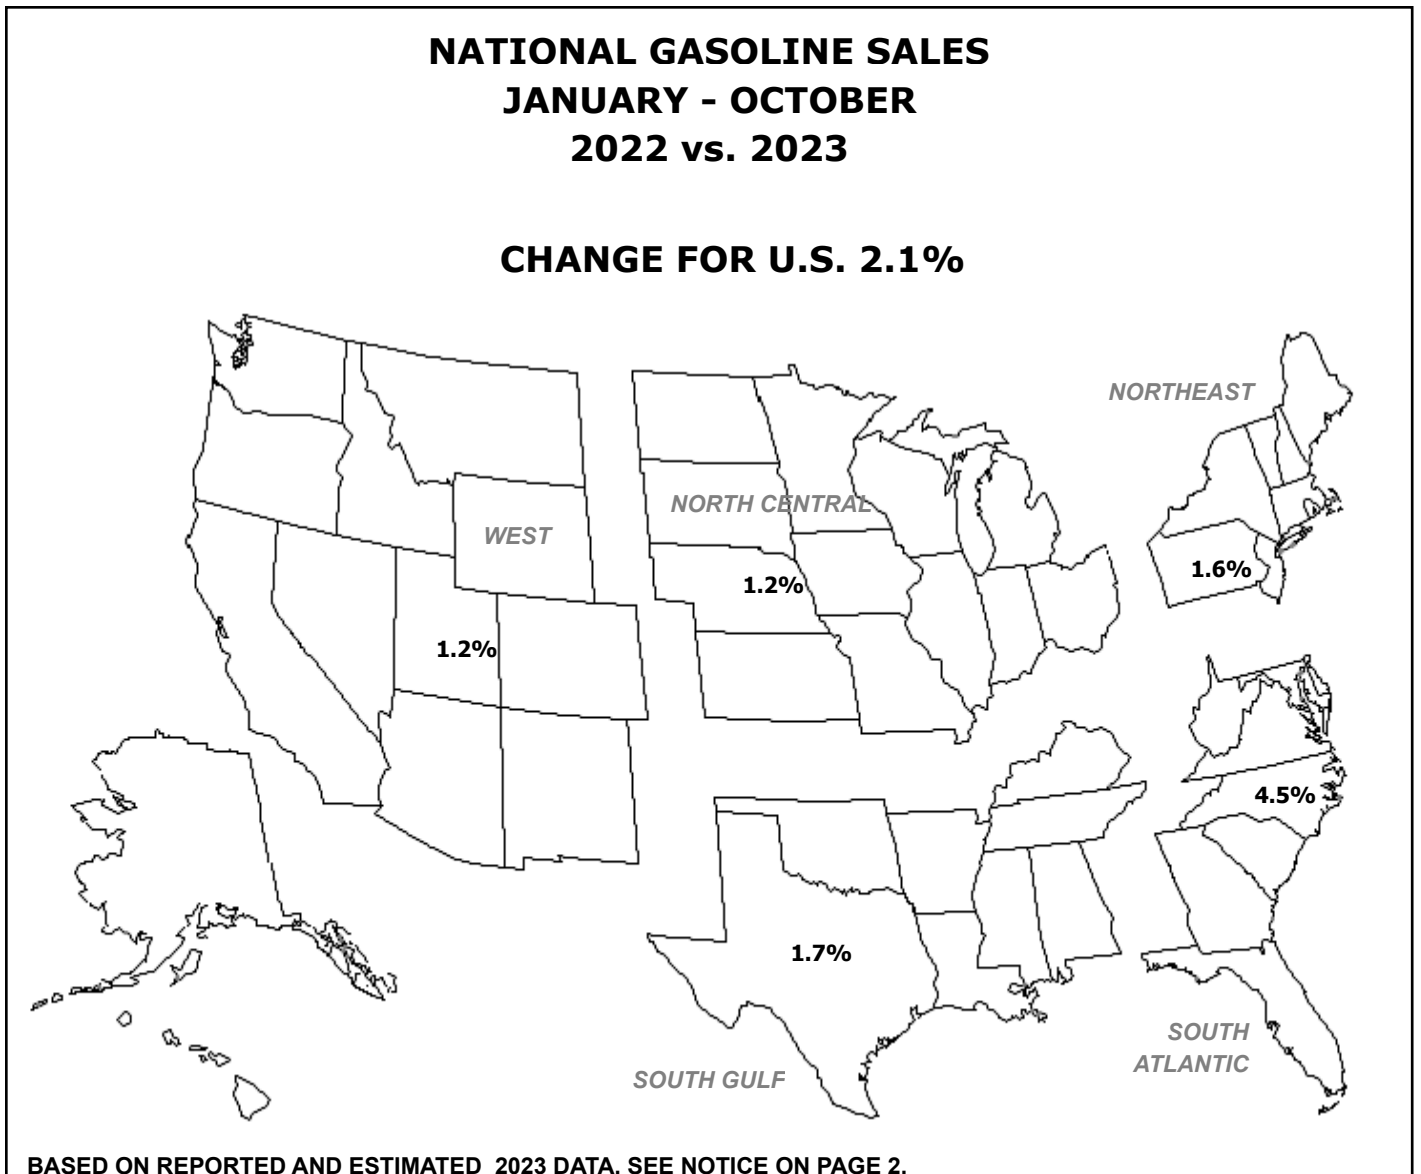 NATIONAL GASOLINE SALES
JANUARY - OCTOBER
2022 vs. 2023
CHANGE FOR U.S. 2.1%
NORTHEAST
NORTH CENTRAL
WEST
1.6%
1.2%
1.2%
4.5%
1.7%
SOUTH
ATLANTIC
SOUTH GULF
BASED ON REPORTED AND ESTIMATED  2023 DATA. SEE NOTICE ON PAGE 2.